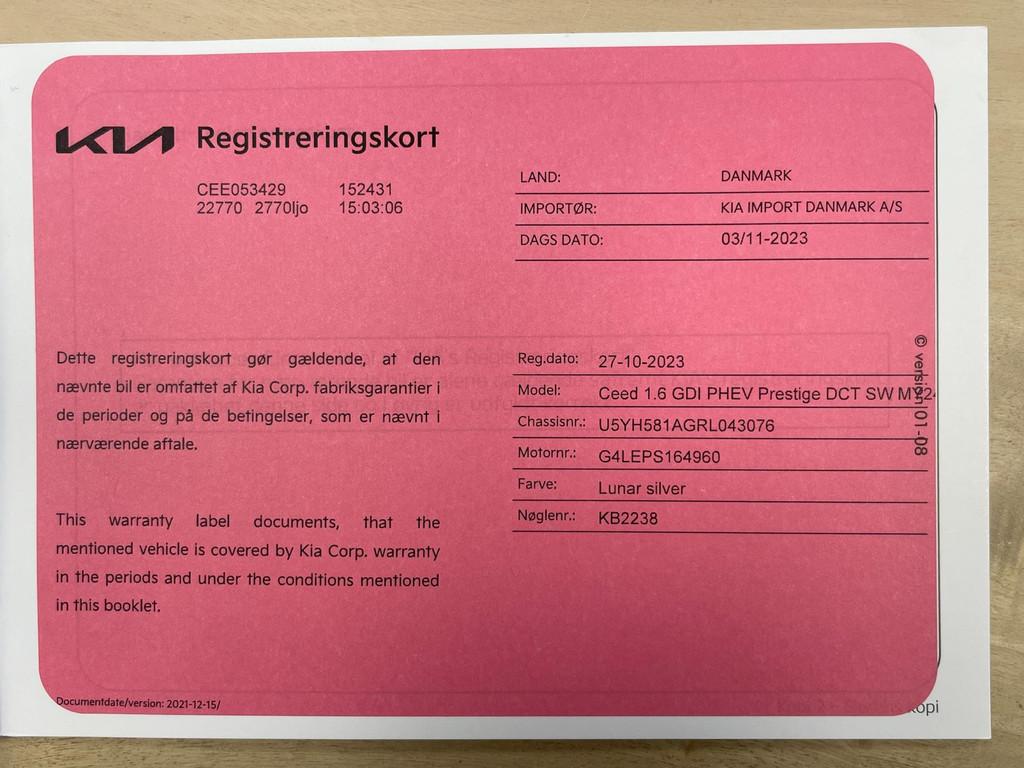 KIA Registreringskort
CEE053429 152431
22770 2770ljo 15:03:06
LAND: DANMARK
IMPORTØR: KIA IMPORT DANMARK A/S
DAGS DATO: 03/11-2023
Dette registreringskort gør gældende, at den
nævnte bil er omfattet af Kia Corp. fabriksgarantier i
de perioder og på de betingelser, som er nævnt i
nærværende aftale.
This warranty label documents, that the
mentioned vehicle is covered by Kia Corp. warranty
in the periods and under the conditions mentioned
in this booklet.
Reg.dato: 27-10-2023
Model: Ceed 1.6 GDI PHEV Prestige DCT SW MY24
Chassisnr.: U5YH581AGRL043076
Motornr.: G4LEPS164960
Farve: Lunar silver
Nøglenr.: KB2238
© version 01-08
Documentdate/version: 2021-12-15/